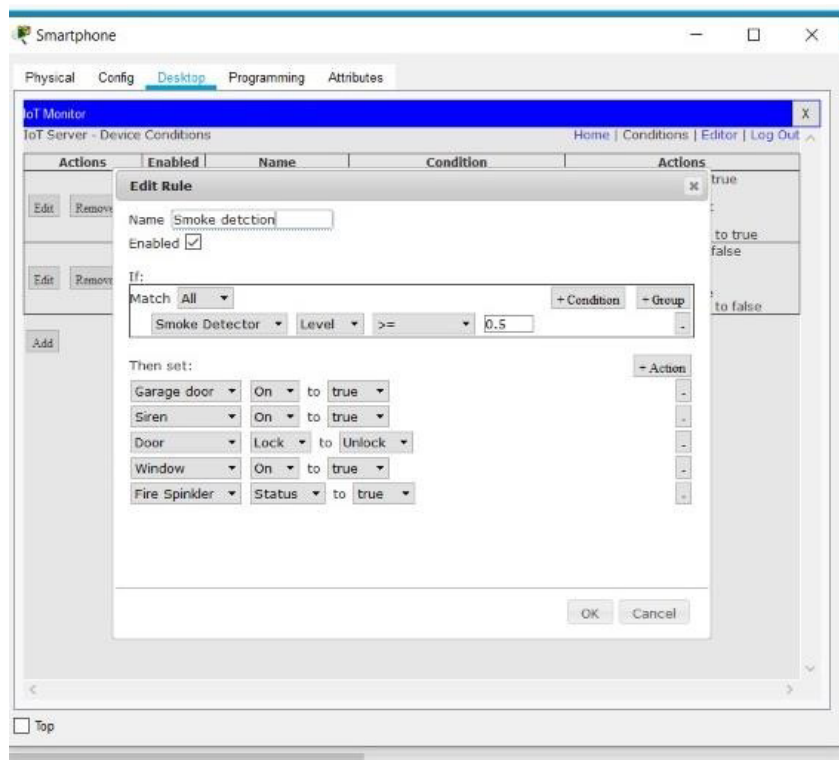 Smartphone
Physical Config Desktop Programming Attributes
IoT Monitor X
IoT Server - Device Conditions Home | Conditions | Editor | Log Out
Actions Enabled Name Condition Actions
Edit Rule true
Edit Remove
Name Smoke detction
to true
Enabled
false
Edit Remove
If:
Match All + Condition + Group
to false
Smoke Detector Level >= 0.5 -
Add
Then set: + Action
Garage door On to true -
Siren On to true -
Door Lock to Unlock -
Window On to true -
Fire Spinkler Status to true -
OK Cancel
Top